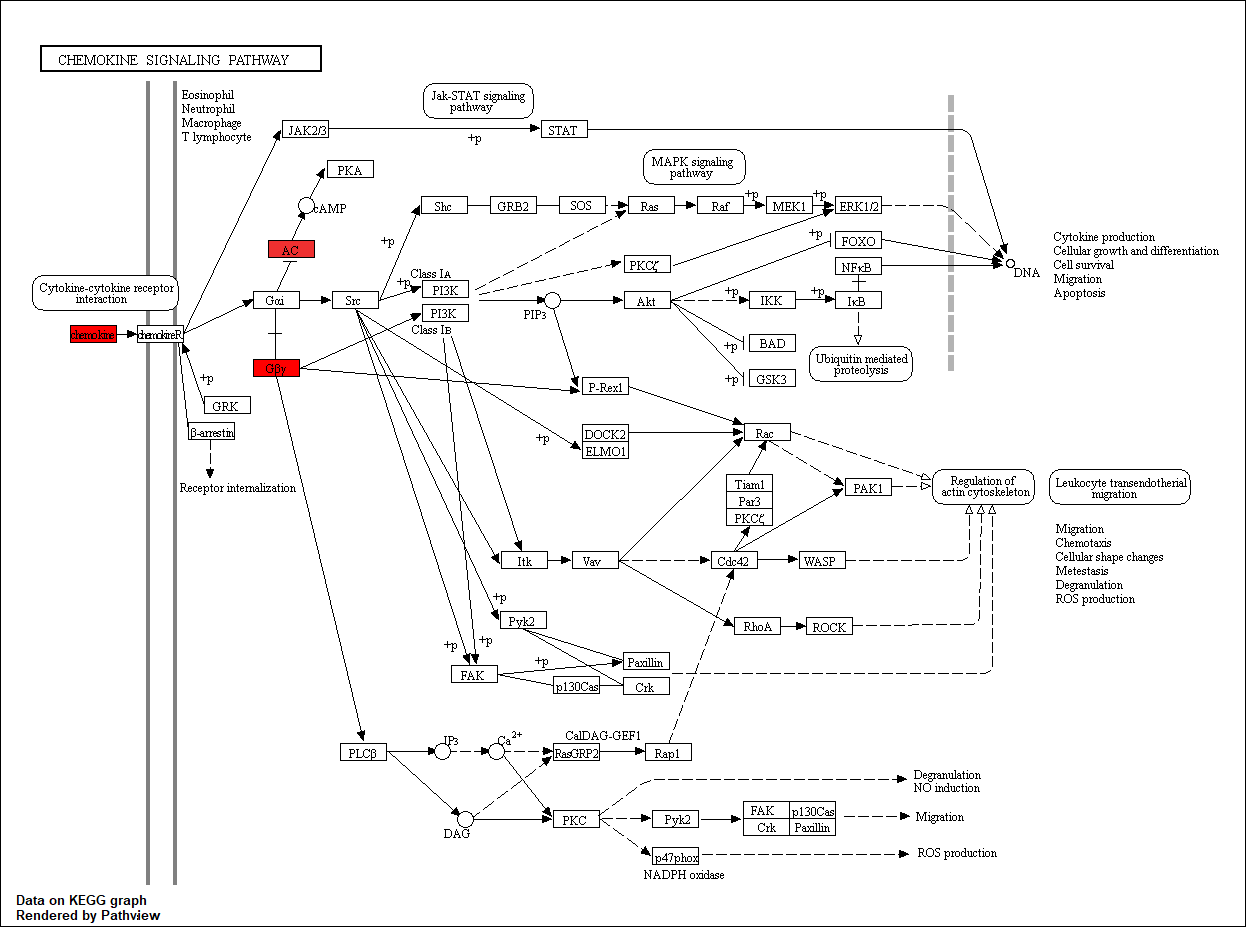 CHEMOKINE SIGNALING PATHWAY
Eosinophil
Neutrophil
Macrophage
T lymphocyte
Jak-STAT signaling
pathway
JAK2/3
+p
STAT
PKA
MAPK signaling
pathway
cAMP
Shc
GRB2
SOS
Ras
Raf
+p
MEK1
+p
ERK1/2
AC
+p
+p
FOXO
Cytokine production
Cellular growth and differentiation
Cell survival
Migration
Apoptosis
Class IA
PKCζ
NFκB
DNA
Cytokine-cytokine receptor
interaction
+p
PI3K
Gαi
Src
PIP3
Akt
IKK
+p
IκB
PI3K
Class IB
chemokine
chemokineR
BAD
+p
Ubiquitin mediated
proteolysis
Gβγ
+p
GSK3
+p
P-Rex1
GRK
β-arrestin
+p
DOCK2
ELMO1
Rac
Receptor internalization
Tiam1
Par3
PKCζ
PAK1
Regulation of
actin cytoskeleton
Leukocyte transendotherial
migration
Migration
Chemotaxis
Cellular shape changes
Metestasis
Degranulation
ROS production
Itk
Vav
Cdc42
WASP
+p
Pyk2
RhoA
ROCK
+p
+p
FAK
+p
Paxillin
p130Cas
Crk
PLCβ
IP3
Ca2+
CalDAG-GEF1
RasGRP2
Rap1
Degranulation
NO induction
DAG
PKC
Pyk2
FAK
p130Cas
Crk
Paxillin
Migration
p47phox
NADPH oxidase
ROS production
Data on KEGG graph
Rendered by Pathview